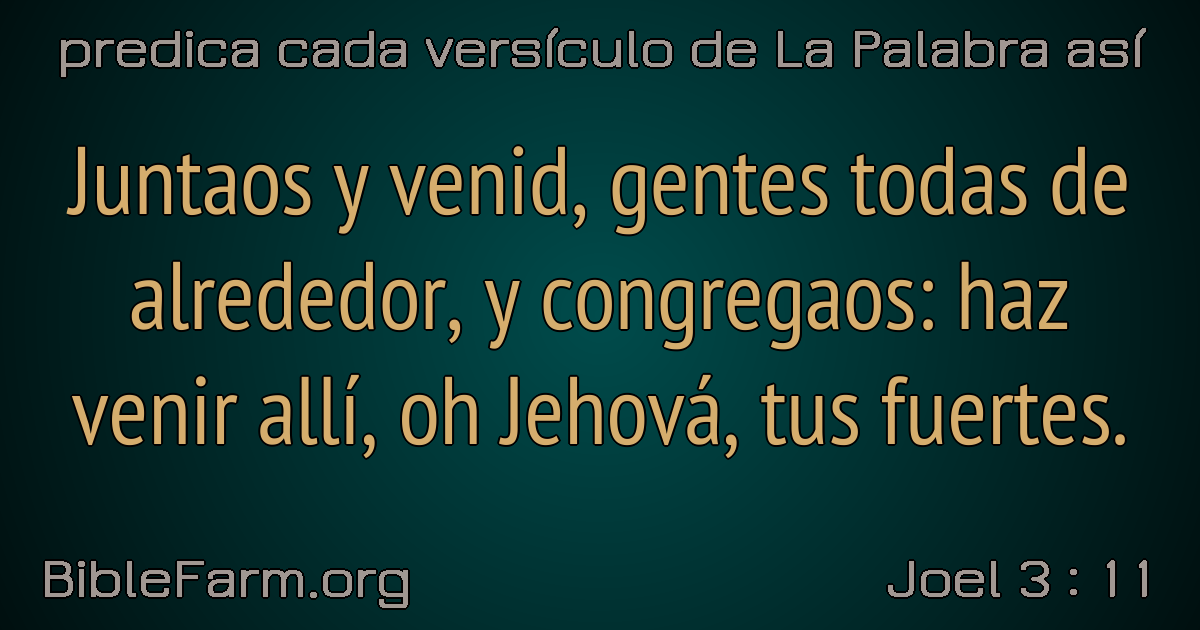 predica cada versículo de La Palabra así
Juntaos y venid, gentes todas de
alrededor, y congregaos: haz
venir allí, oh Jehová, tus fuertes.
BibleFarm.org
Joel 3 : 11